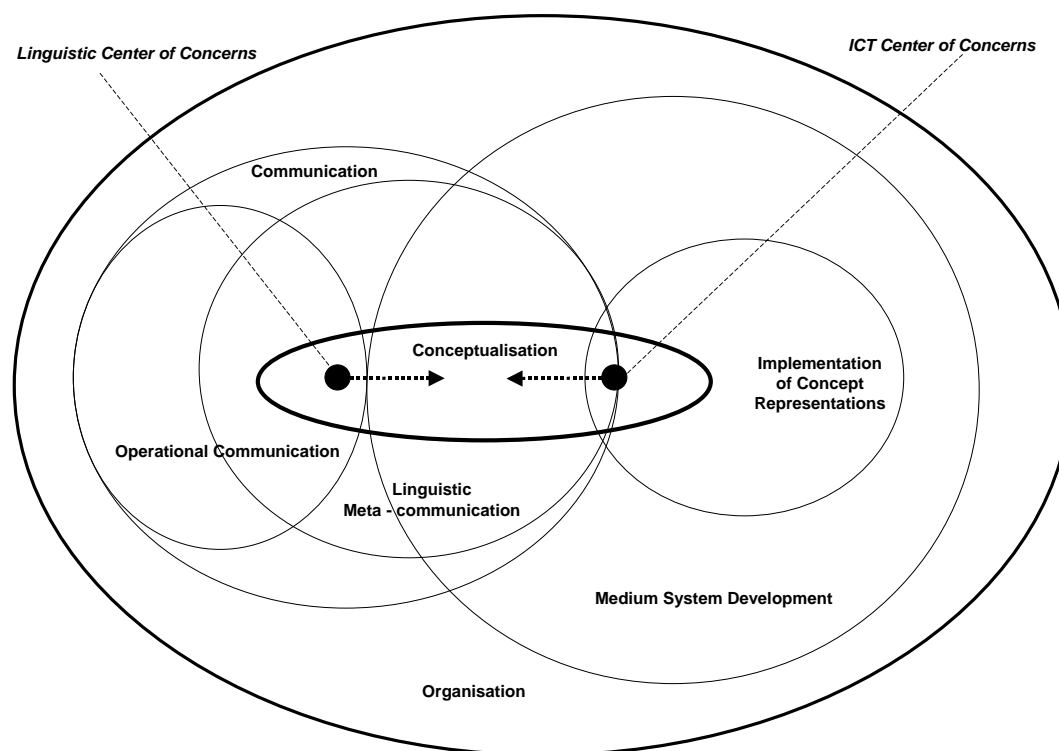 Linguistic Center of Concerns
ICT Center of Concerns
Communication
Conceptualisation
Implementation
of Concept
Representations
Operational Communication
Linguistic
Meta - communication
Medium System Development
Organisation